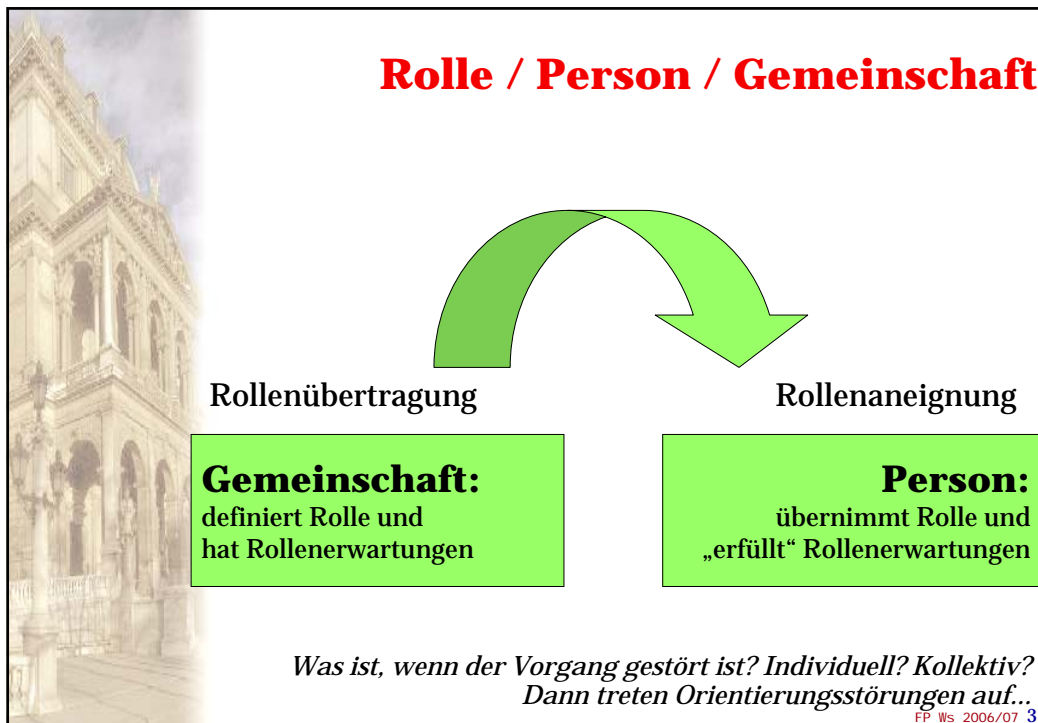 Rolle / Person / Gemeinschaft
Rollenübertragung
Rollenaneignung
Gemeinschaft:
definiert Rolle und
hat Rollenerwartungen
Person:
übernimmt Rolle und
„erfüllt“ Rollenerwartungen
Was ist, wenn der Vorgang gestört ist? Individuell? Kollektiv?
Dann treten Orientierungsstörungen auf...
FP Ws 2006/07 3